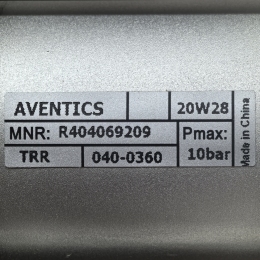 AVENTICS 20W28
MNR: R404069209 Pmax:
TRR 040-0360 10bar
Made in China